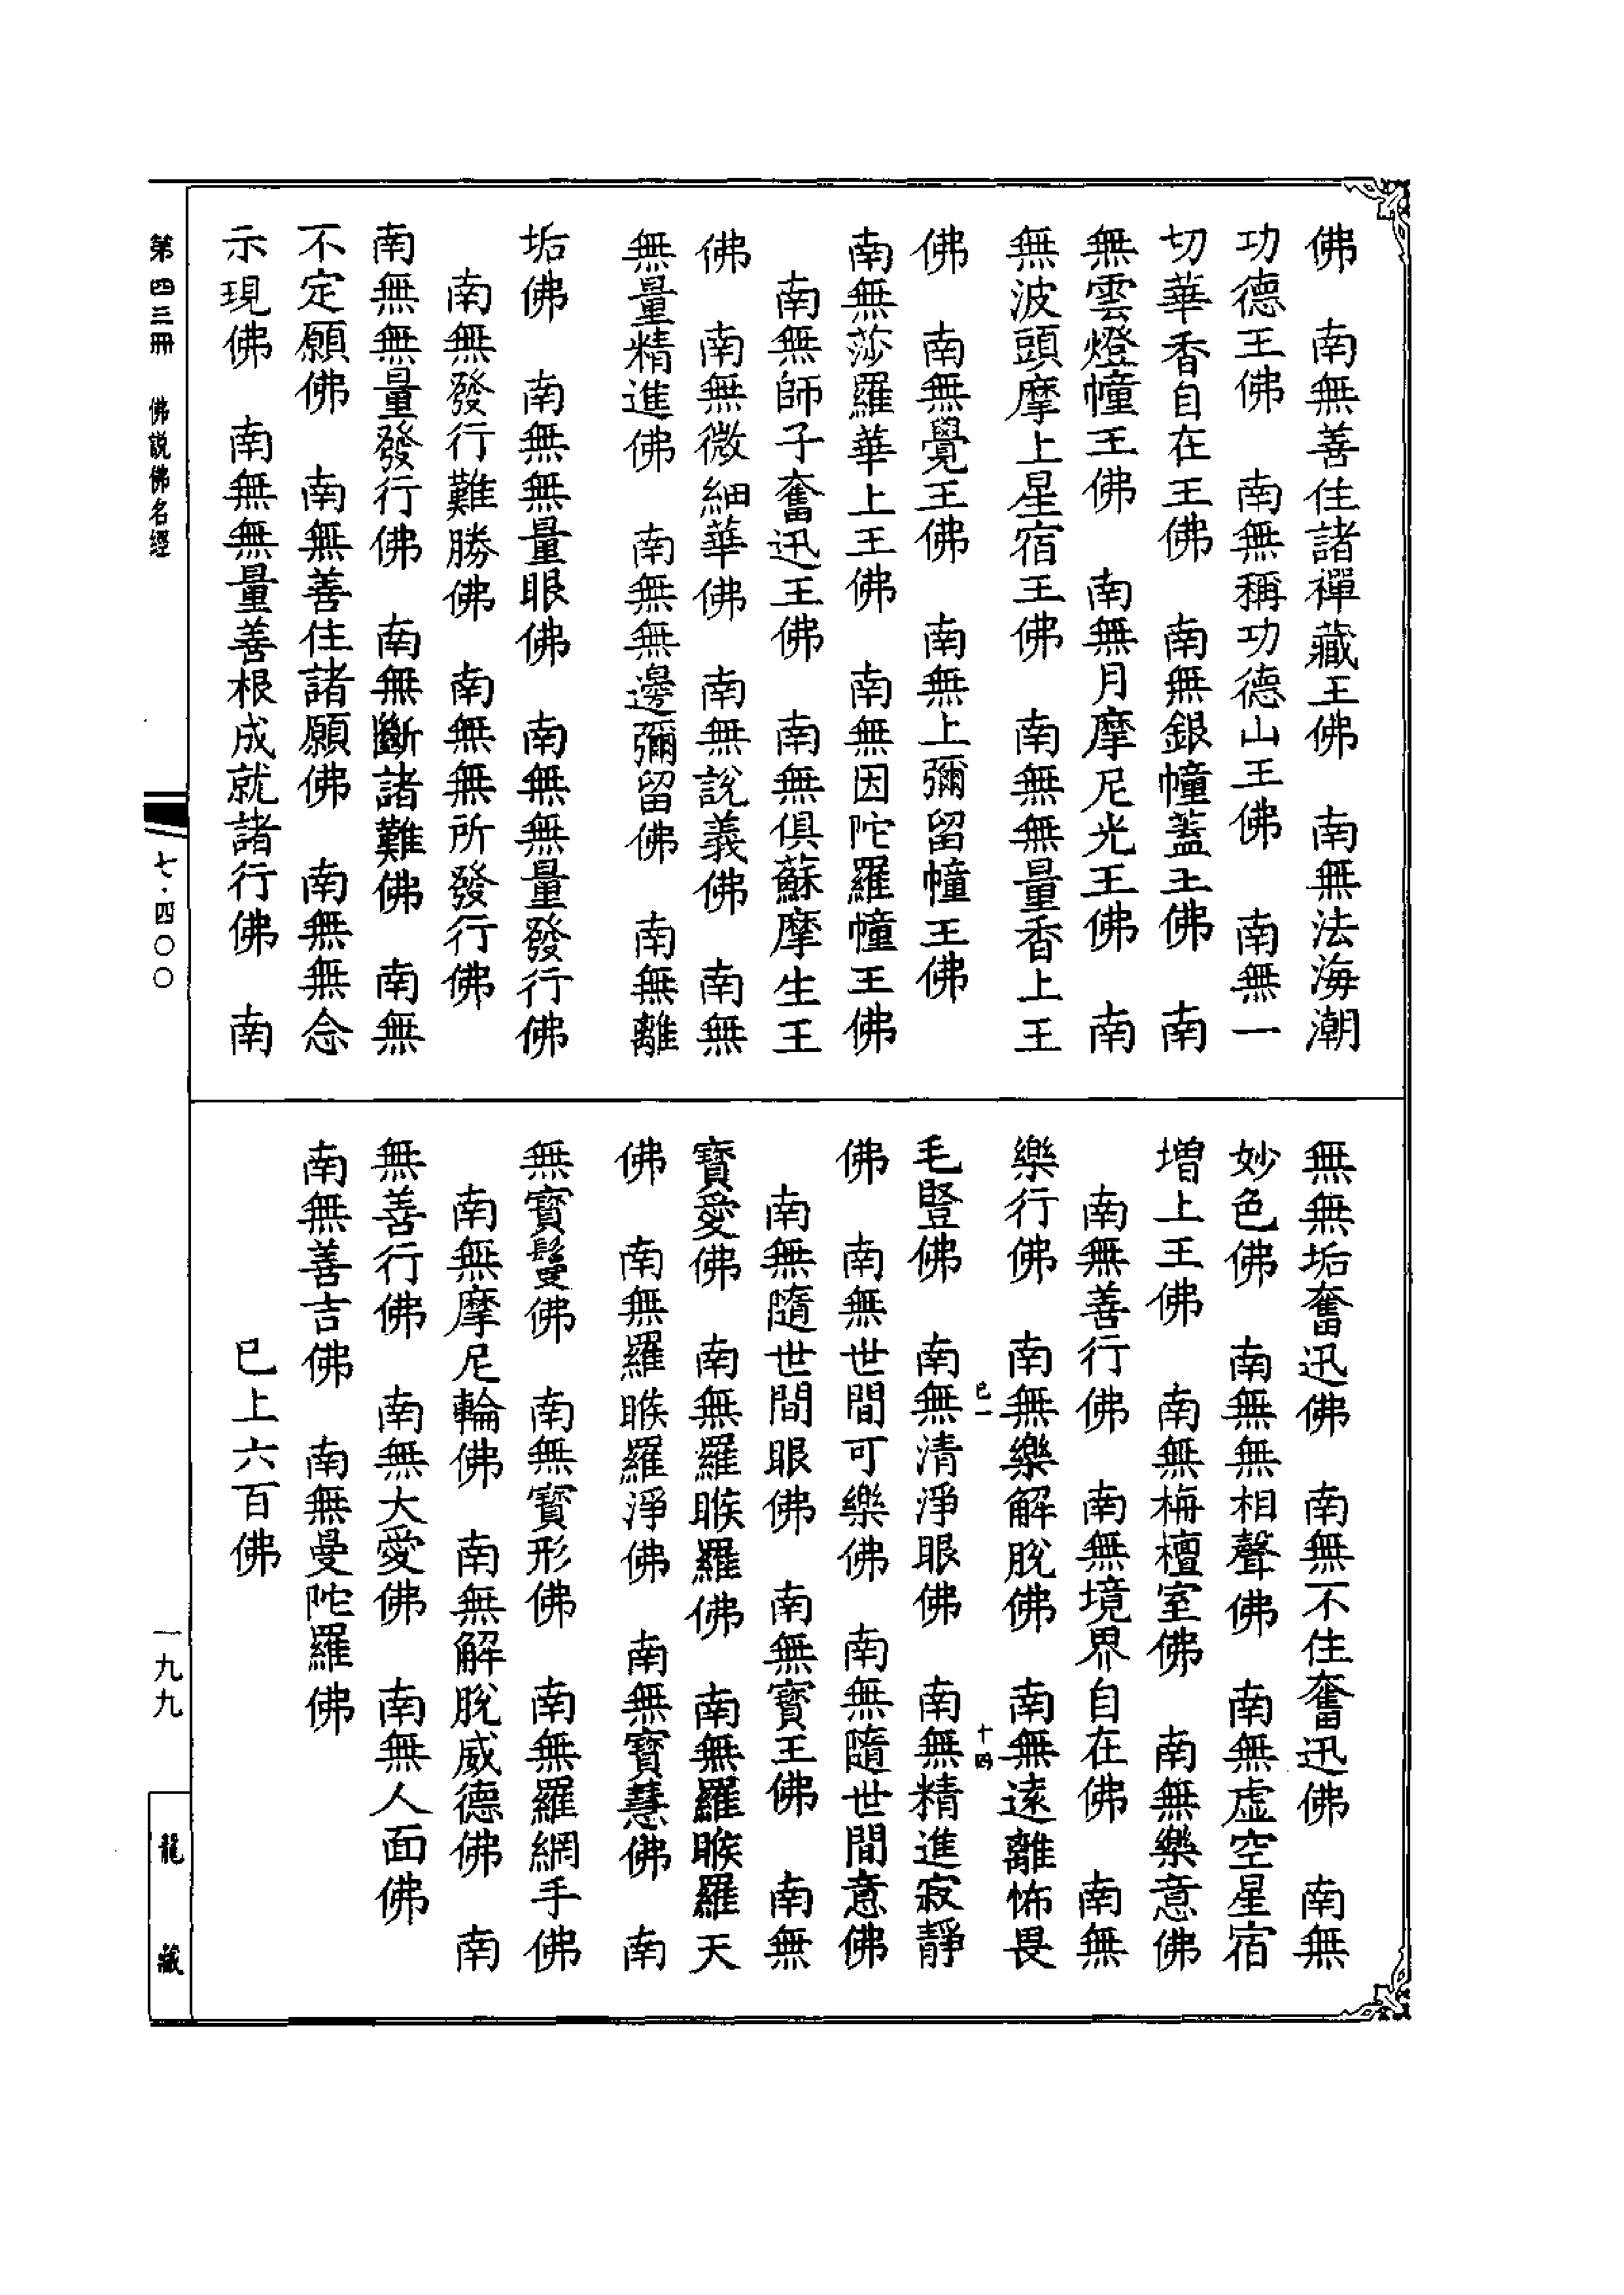 佛　南無善住諸禪藏王佛　南無法海潮
功德王佛　南無稱功德山王佛　南無一
切華香自在王佛　南無銀幢蓋王佛　南
無雲燈幢王佛　南無月摩尼光王佛　南
無波頭摩上星宿王佛　南無無量香上王
佛　南無覺王佛　南無上彌留幢王佛
南無莎羅華上王佛　南無因陀羅幢王佛
　南無師子奮迅王佛　南無俱蘇摩生王
佛　南無微細華佛　南無說義佛　南無
無量精進佛　南無無邊彌留佛　南無離
垢佛　南無無量眼佛　南無無量發行佛
　南無發行難勝佛　南無無所發行佛
南無無量發行佛　南無斷諸難佛　南無
不定願佛　南無善住諸願佛　南無無念
示現佛　南無無量善根成就諸行佛　南
無無垢奮迅佛　南無不住奮迅佛　南無
妙色佛　南無無相聲佛　南無虛空星宿
增上王佛　南無栴檀室佛　南無樂意佛
　南無善行佛　南無境界自在佛　南無
樂行佛　南無樂解脫佛　南無遠離怖畏
已一　十四
毛豎佛　南無清淨眼佛　南無精進寂靜
佛　南無世間可樂佛　南無隨世間意佛
　南無隨世間眼佛　南無寶王佛　南無
寶愛佛　南無羅睺羅佛　南無羅睺羅天
佛　南無羅睺羅淨佛　南無寶慧佛　南
無寶髻佛　南無寶形佛　南無羅網手佛
　南無摩尼輪佛　南無解脫威德佛　南
無善行佛　南無大愛佛　南無人面佛
南無善吉佛　南無曼陀羅佛
已上六百佛
第四三冊　佛說佛名經
七·四〇〇
一九九
龍藏